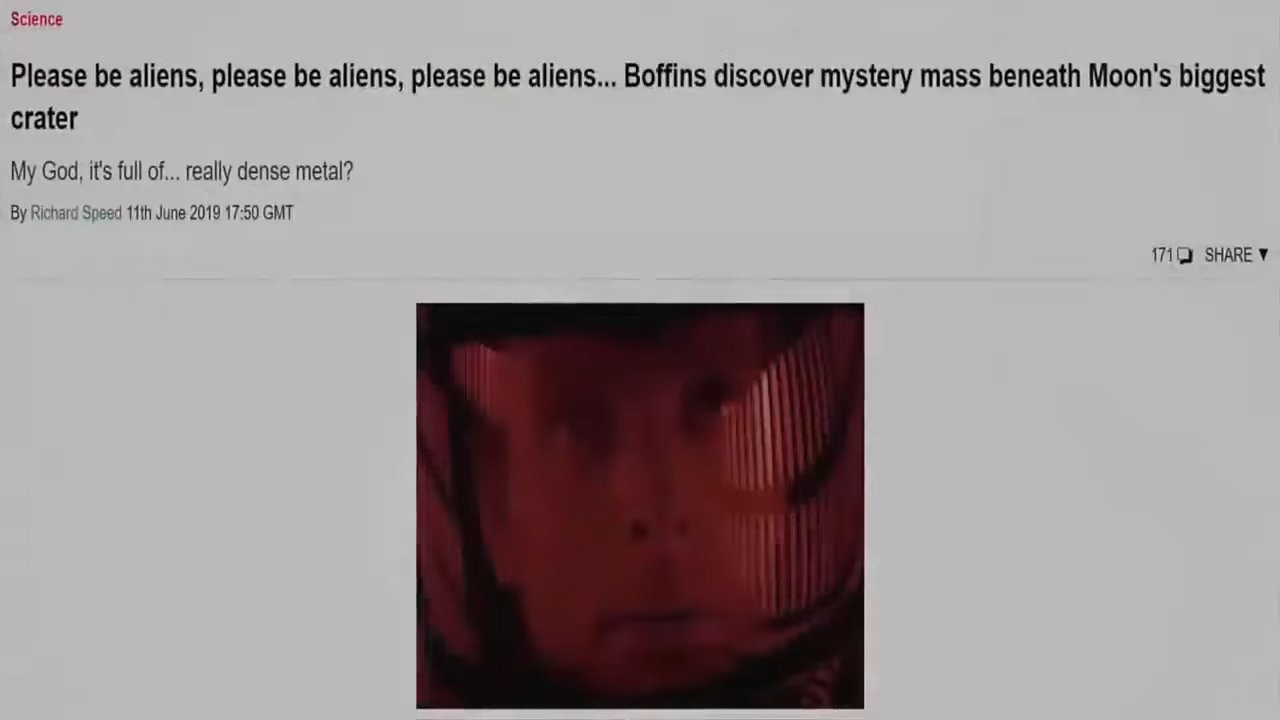 Science
Please be aliens, please be aliens, please be aliens... Boffins discover mystery mass beneath Moon's biggest
crater
My God, it's full of... really dense metal?
By Richard Speed 11th June 2019 17:50 GMT
171 SHARE ▼